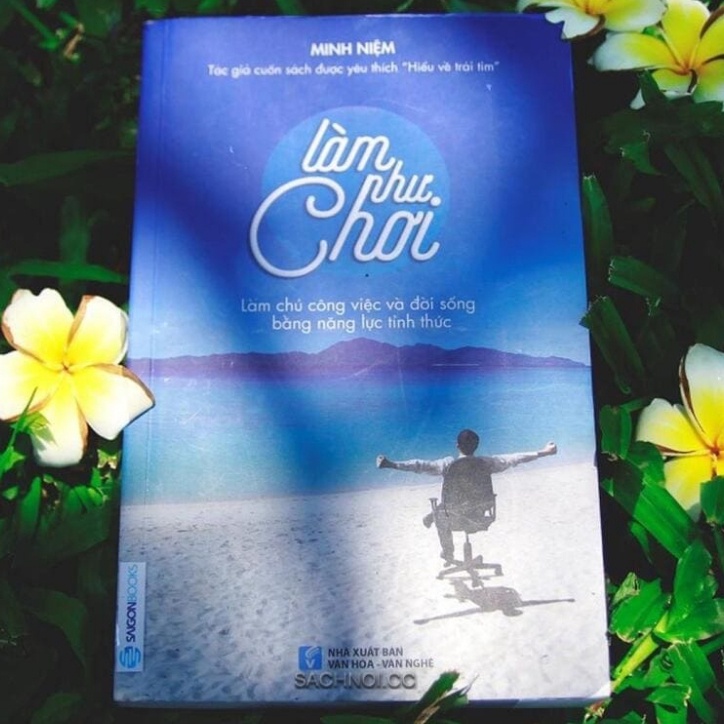 MINH NIỆM
Tác giả cuốn sách được yêu thích "Hiểu về trái tim"
làm
như
Chơi
Làm chủ công việc và đời sống
bằng năng lực tỉnh thức
SAIGONBOOKS
NHÀ XUẤT BẢN
VĂN HÓA - VĂN NGHỆ
SACHNOI.CC